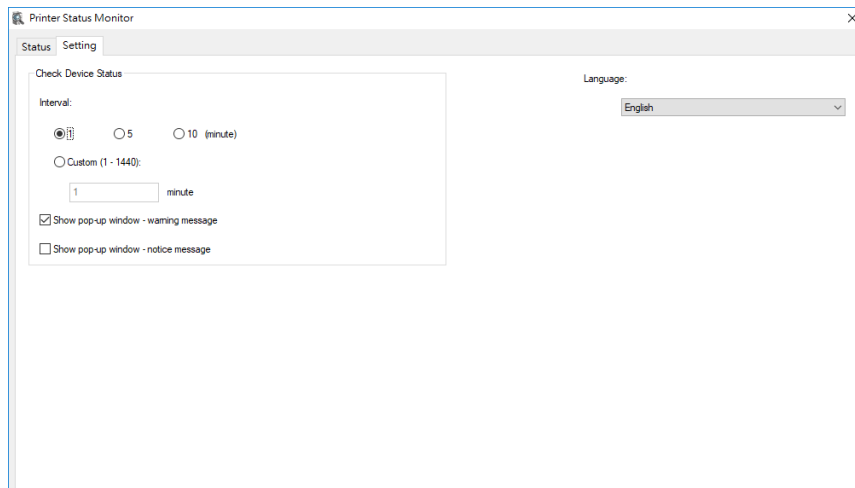 Printer Status Monitor
Status Setting
Check Device Status
Interval:
1 5 10 (minute)
Custom (1 - 1440):
1 minute
Show pop-up window - warning message
Show pop-up window - notice message
Language:
English